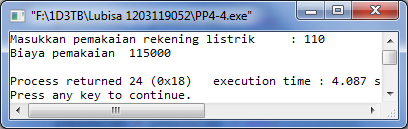 "F:\1D3TB\Lubisa 1203119052\PP4-4.exe"
Masukkan pemakaian rekening listrik     : 110
Biaya pemakaian  115000
Process returned 24 (0x18)   execution time : 4.087 s
Press any key to continue.